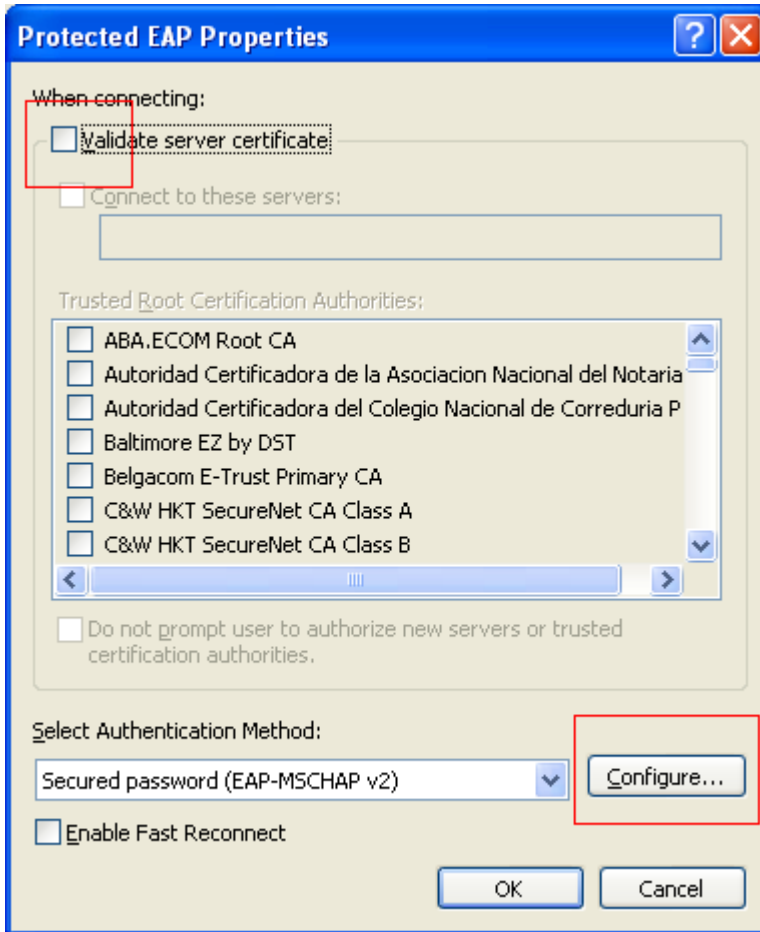 Protected EAP Properties
When connecting:
Validate server certificate
Connect to these servers:
Trusted Root Certification Authorities:
ABA.ECOM Root CA
Autoridad Certificadora de la Asociacion Nacional del Notaria
Autoridad Certificadora del Colegio Nacional de Correduria P
Baltimore EZ by DST
Belgacom E-Trust Primary CA
C&W HKT SecureNet CA Class A
C&W HKT SecureNet CA Class B
Do not prompt user to authorize new servers or trusted
certification authorities.
Select Authentication Method:
Secured password (EAP-MSCHAP v2)
Configure...
Enable Fast Reconnect
OK
Cancel